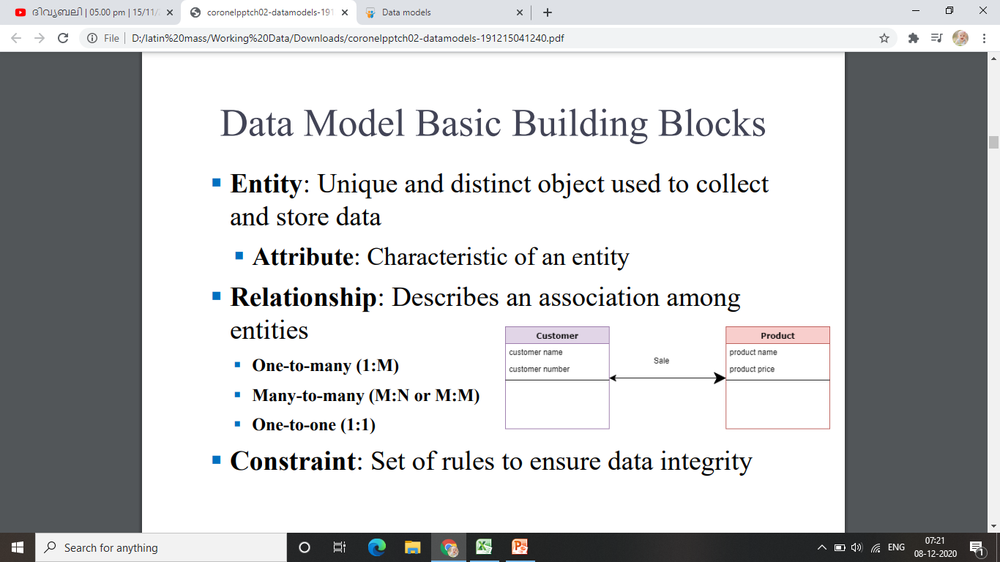 ദിവ്യബലി | 05.00 pm | 15/11/
coronelpptch02-datamodels-191
Data models
File
D:/latin%20mass/Working%20Data/Downloads/coronelpptch02-datamodels-191215041240.pdf
Data Model Basic Building Blocks
Entity: Unique and distinct object used to collect
and store data
Attribute: Characteristic of an entity
Relationship: Describes an association among
entities
One-to-many (1:M)
Many-to-many (M:N or M:M)
One-to-one (1:1)
Customer
customer name
customer number
Sale
Product
product name
product price
Constraint: Set of rules to ensure data integrity
Search for anything
ENG
07:21
08-12-2020
1